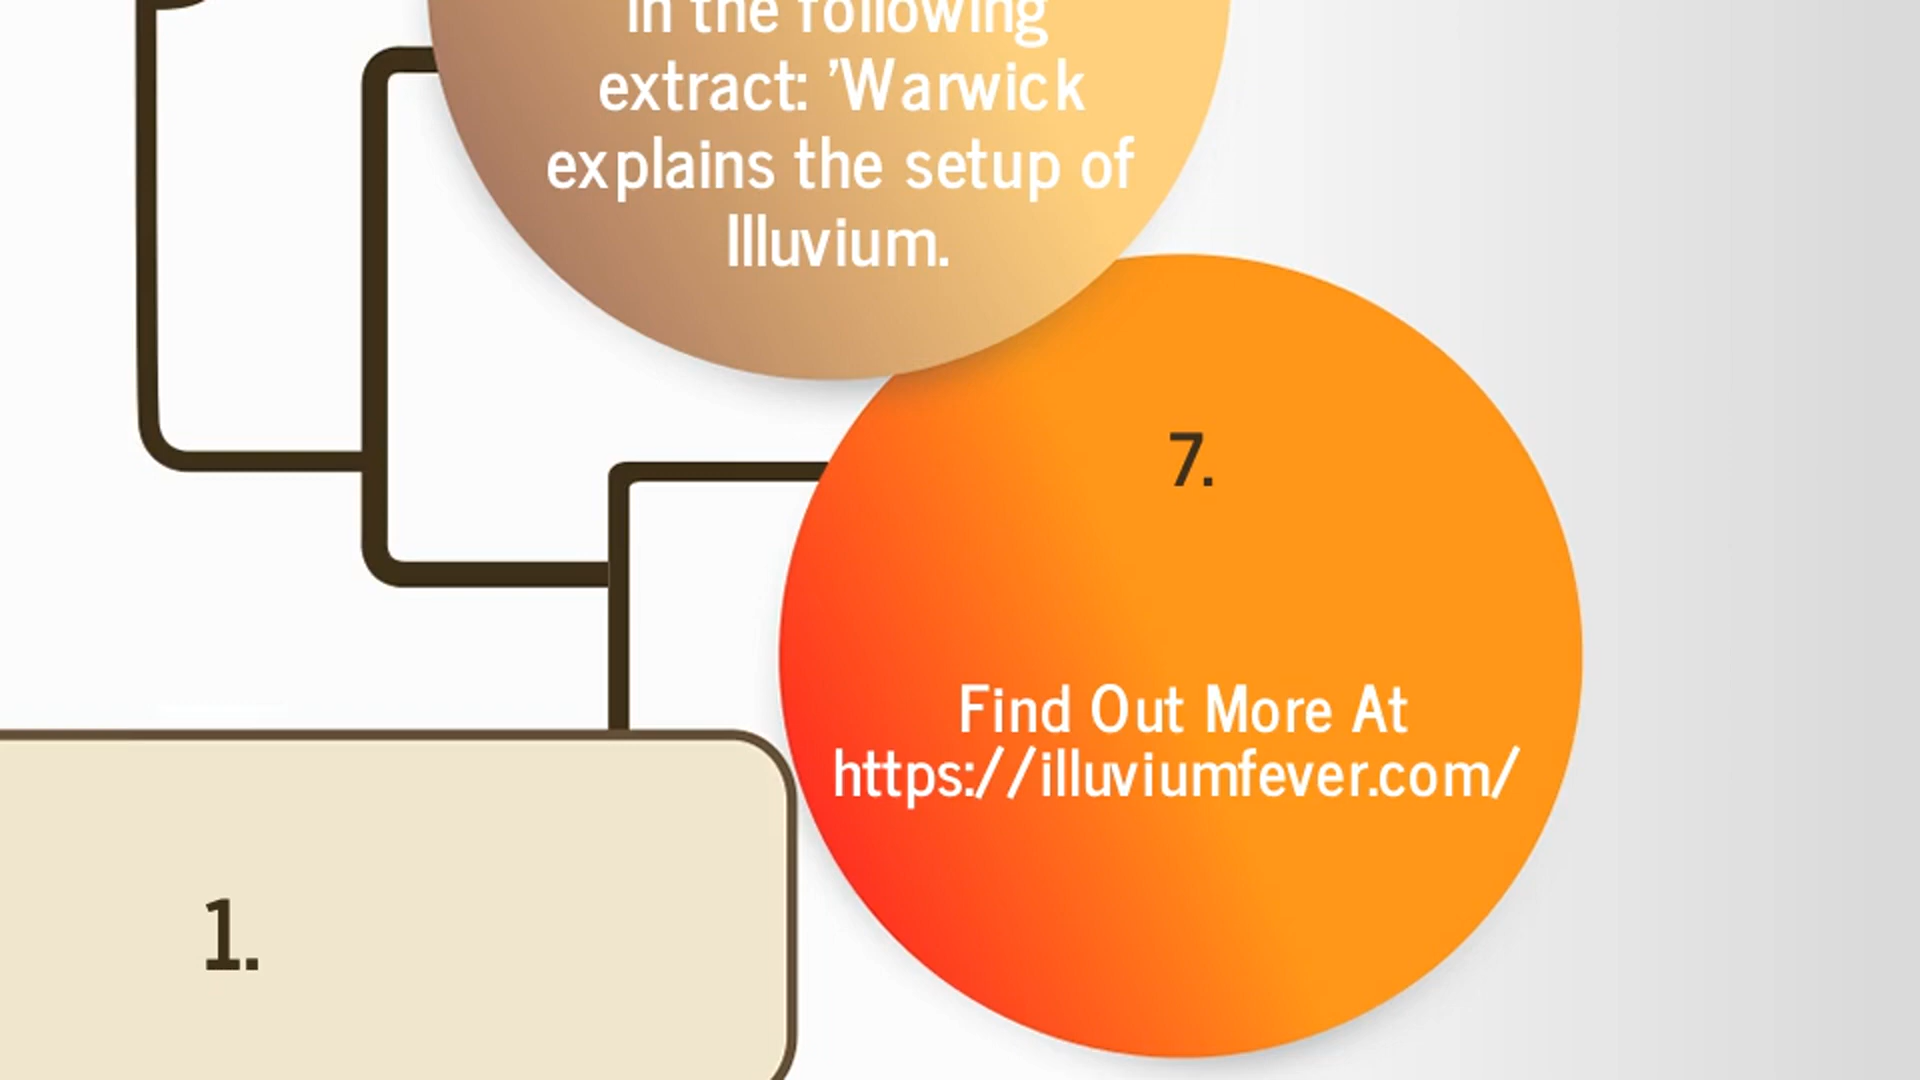 in the following
extract: 'Warwick
explains the setup of
Illuvium.
7.
Find Out More At
https://illuviumfever.com/
1.